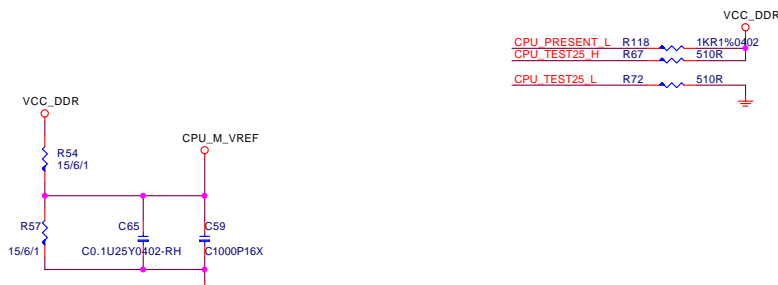 VCC_DDR
CPU_PRESENT_L R118 1KR1%0402
CPU_TEST25_H R67 510R
CPU_TEST25_L R72 510R
VCC_DDR
CPU_M_VREF
R54
15/6/1
R57 C65 C59
15/6/1 C0.1U25Y0402-RH C1000P16X